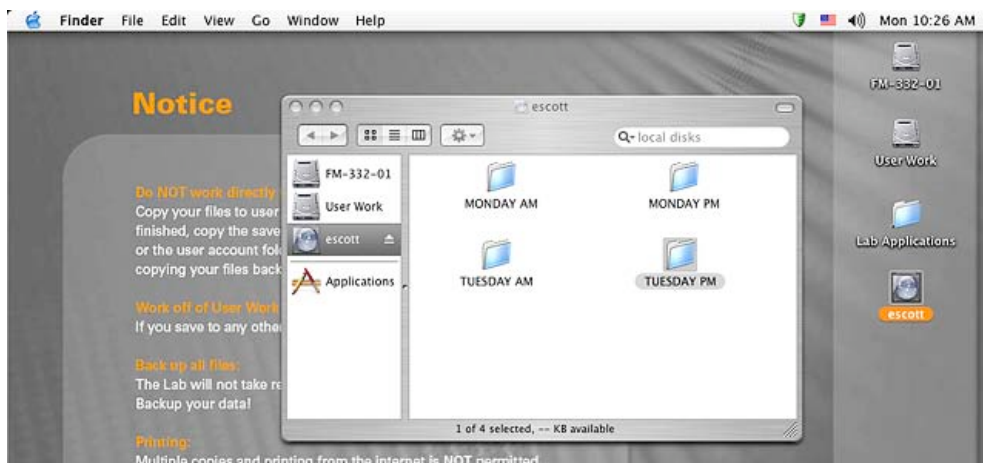 Finder File Edit View Go Window Help Mon 10:26 AM
Notice
Do NOT work directly
Copy your files to user
finished, copy the save
or the user account fol
copying your files back
Work off of User Work
If you save to any othe
Back up all files:
The Lab will not take re
Backup your data!
Printing:
Multiple copies and printing from the internet is NOT permitted
escott
local disks
FM-332-01
User Work
escott
Applications
MONDAY AM
MONDAY PM
TUESDAY AM
TUESDAY PM
1 of 4 selected, -- KB available
FM-332-01
User Work
Lab Applications
escott